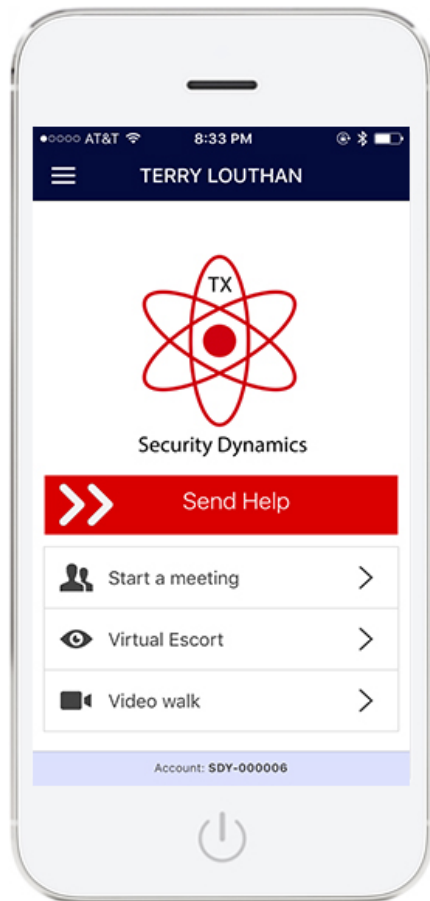 AT&T 8:33 PM
TERRY LOUTHAN
TX
Security Dynamics
Send Help
Start a meeting
Virtual Escort
Video walk
Account: SDY-000006